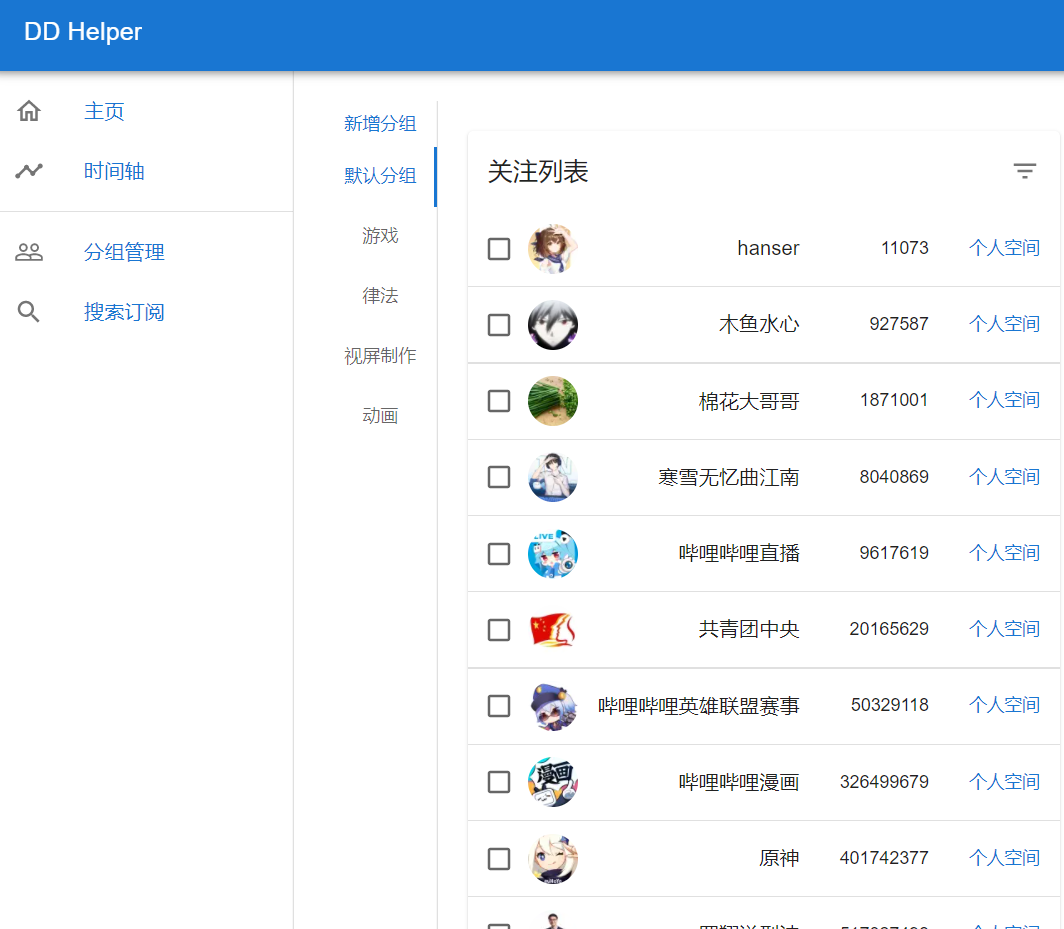 DD Helper
主页
时间轴
分组管理
搜索订阅
新增分组
默认分组
游戏
律法
视屏制作
动画
关注列表
hanser 11073 个人空间
木鱼水心 927587 个人空间
棉花大哥哥 1871001 个人空间
寒雪无忆曲江南 8040869 个人空间
LIVE
哔哩哔哩直播 9617619 个人空间
共青团中央 20165629 个人空间
哔哩哔哩英雄联盟赛事 50329118 个人空间
漫画
哔哩哔哩漫画 326499679 个人空间
原神 401742377 个人空间